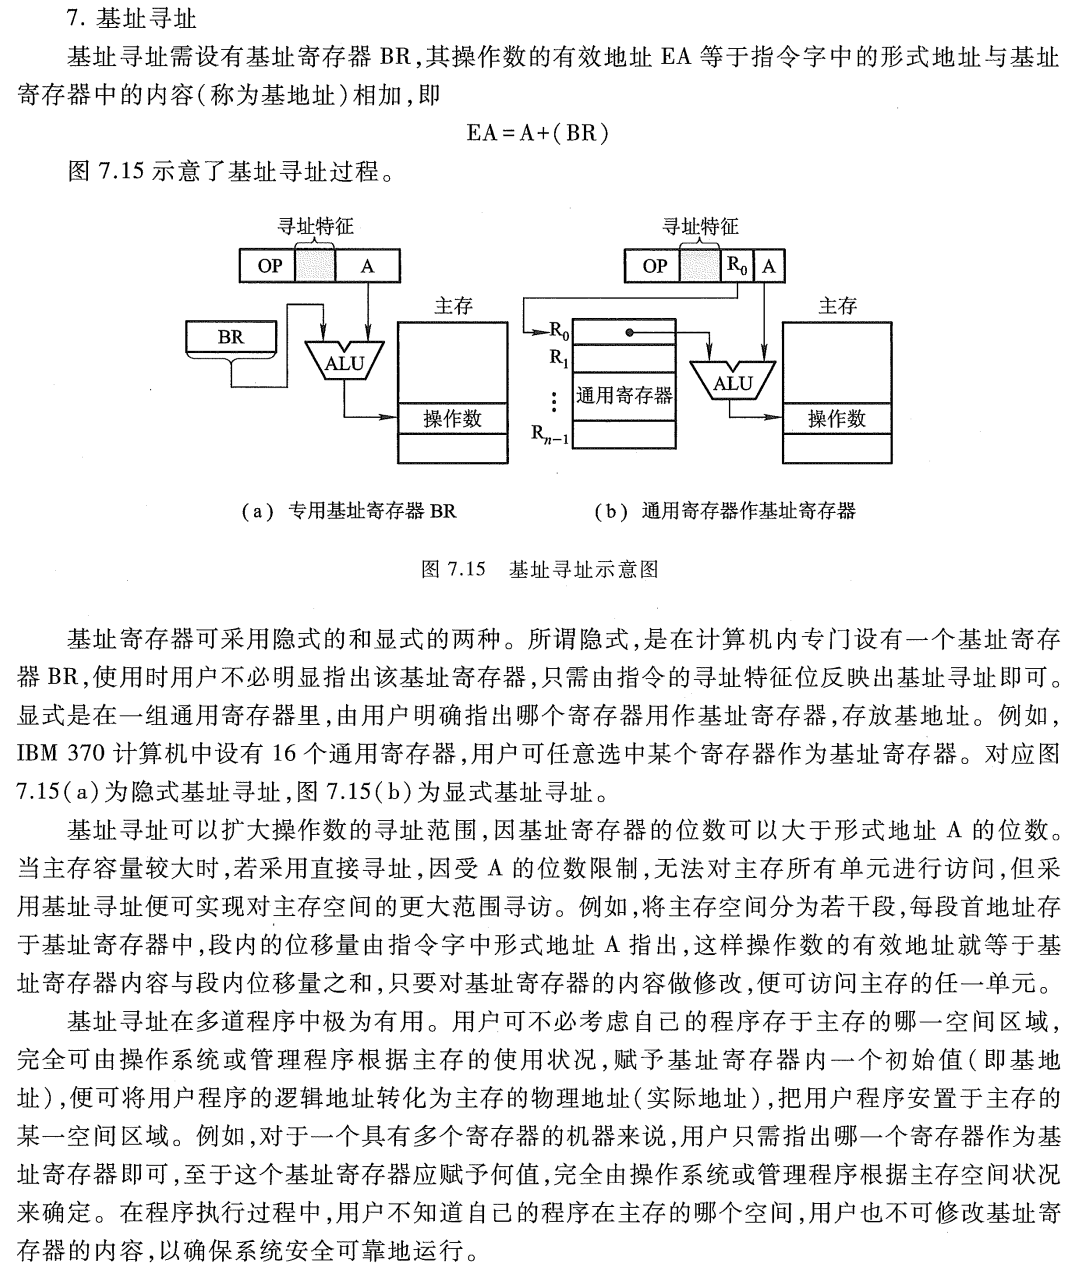 7. 基址寻址
基址寻址需设有基址寄存器 BR,其操作数的有效地址 EA 等于指令字中的形式地址与基址
寄存器中的内容(称为基地址)相加,即
EA=A+(BR)
图 7.15 示意了基址寻址过程。
寻址特征
OP
A
主存
BR
ALU
操作数
(a) 专用基址寄存器 BR
寻址特征
OP
R0
A
主存
R0
R1
通用寄存器
⋮
Rn-1
ALU
操作数
(b) 通用寄存器作基址寄存器
图 7.15 基址寻址示意图
基址寄存器可采用隐式的和显式的两种。所谓隐式,是在计算机内专门设有一个基址寄存
器 BR,使用时用户不必明显指出该基址寄存器,只需由指令的寻址特征位反映出基址寻址即可。
显式是在一组通用寄存器里,由用户明确指出哪个寄存器用作基址寄存器,存放基地址。例如,
IBM 370 计算机中设有 16 个通用寄存器,用户可任意选中某个寄存器作为基址寄存器。对应图
7.15(a)为隐式基址寻址,图 7.15(b)为显式基址寻址。
基址寻址可以扩大操作数的寻址范围,因基址寄存器的位数可以大于形式地址 A 的位数。
当主存容量较大时,若采用直接寻址,因受 A 的位数限制,无法对主存所有单元进行访问,但采
用基址寻址便可实现对主存空间的更大范围寻访。例如,将主存空间分为若干段,每段首地址存
于基址寄存器中,段内的位移量由指令字中形式地址 A 指出,这样操作数的有效地址就等于基
址寄存器内容与段内位移量之和,只要对基址寄存器的内容做修改,便可访问主存的任一单元。
基址寻址在多道程序中极为有用。用户可不必考虑自己的程序存于主存的哪一空间区域,
完全可由操作系统或管理程序根据主存的使用状况,赋予基址寄存器内一个初始值(即基地
址),便可将用户程序的逻辑地址转化为主存的物理地址(实际地址),把用户程序安置于主存的
某一空间区域。例如,对于一个具有多个寄存器的机器来说,用户只需指出哪一个寄存器作为基
址寄存器即可,至于这个基址寄存器应赋予何值,完全由操作系统或管理程序根据主存空间状况
来确定。在程序执行过程中,用户不知道自己的程序在主存的哪个空间,用户也不可修改基址寄
存器的内容,以确保系统安全可靠地运行。